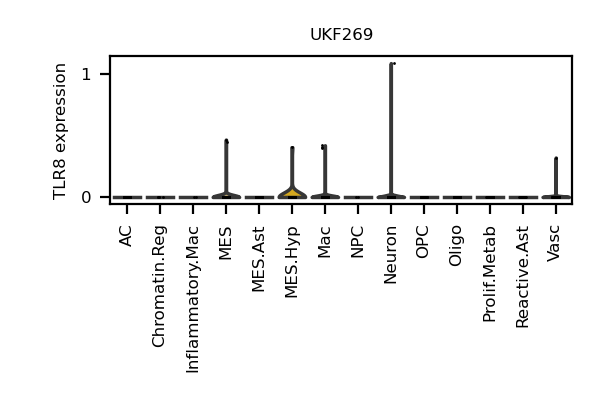 UKF269
TLR8 expression
1
0
AC
Chromatin.Reg
Inflammatory.Mac
MES
MES.Ast
MES.Hyp
Mac
NPC
Neuron
OPC
Oligo
Prolif.Metab
Reactive.Ast
Vasc